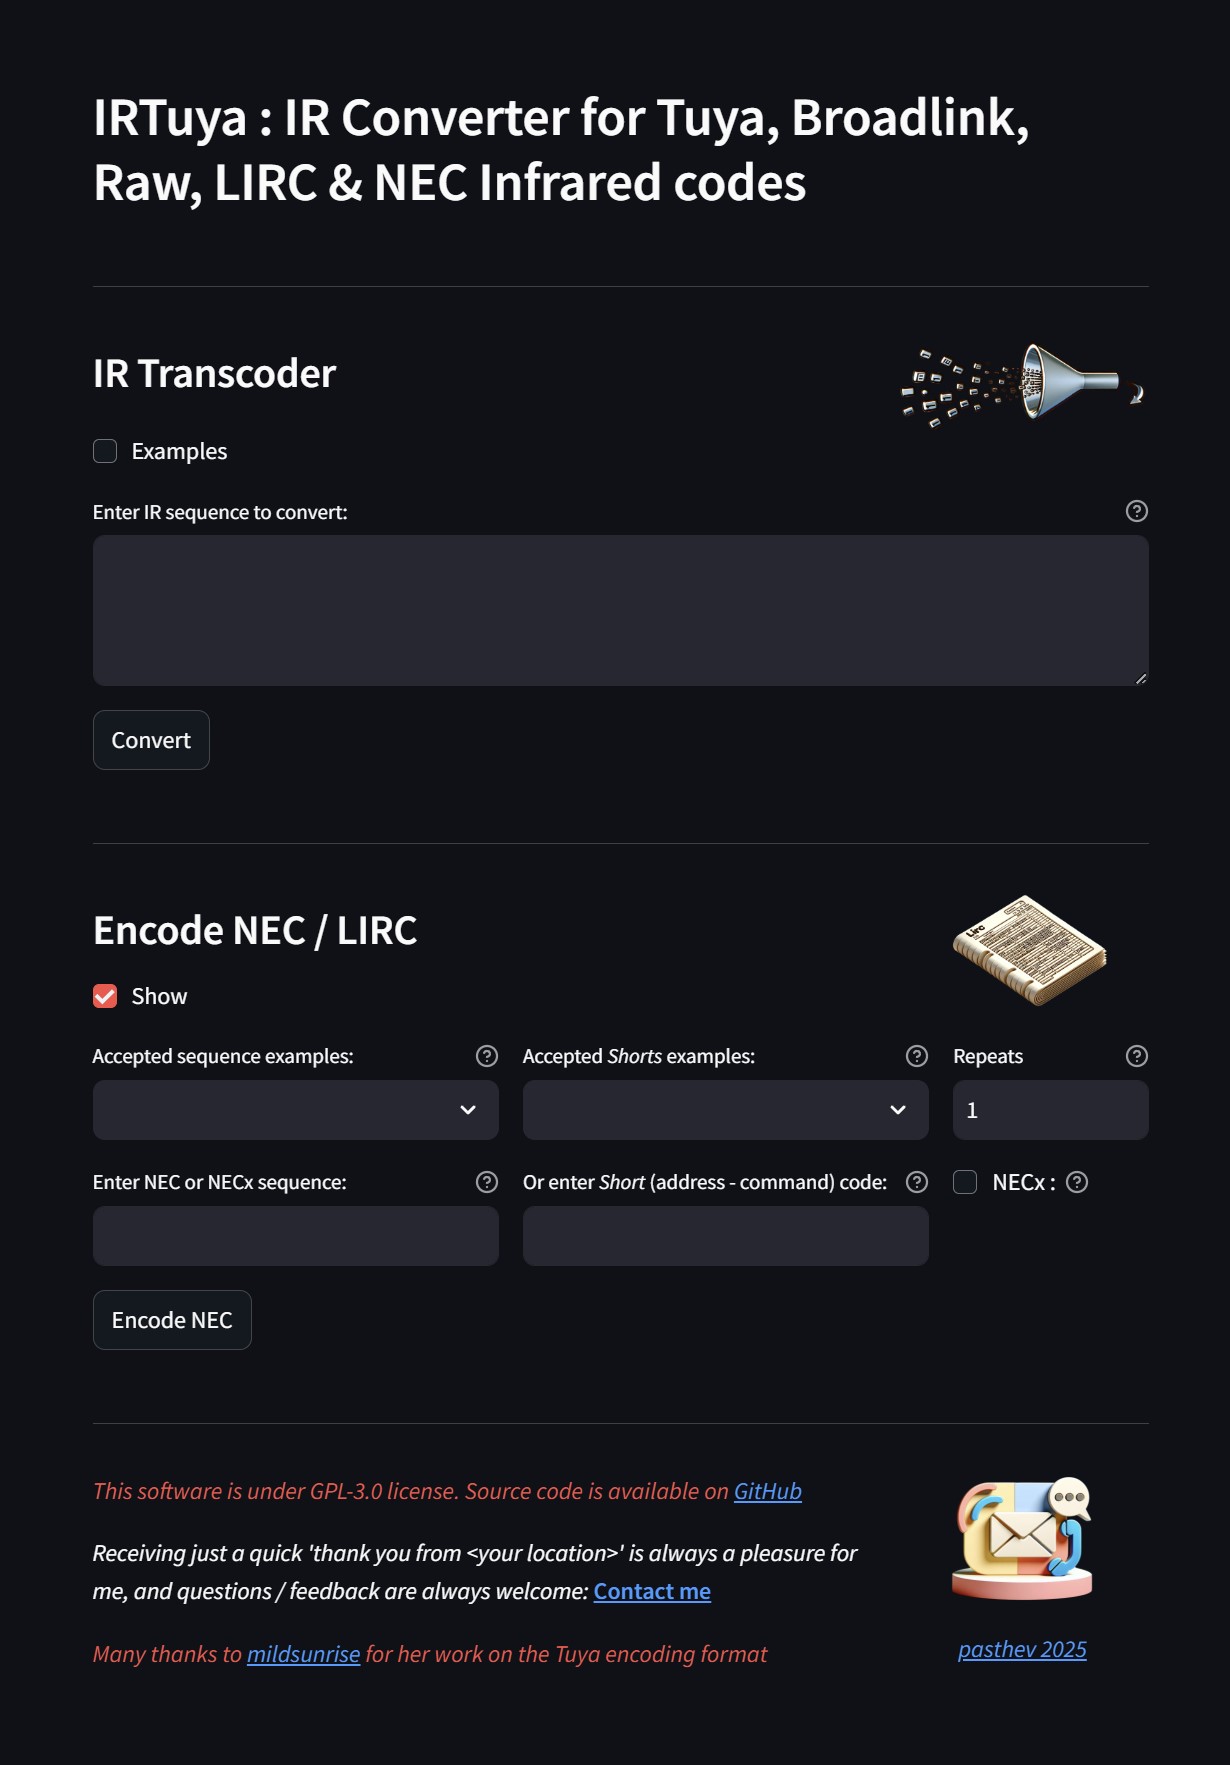 IRTuya : IR Converter for Tuya, Broadlink,
Raw, LIRC & NEC Infrared codes
IR Transcoder
Examples
Enter IR sequence to convert:
Convert
Encode NEC / LIRC
Lirc
Show
Accepted sequence examples:
Accepted Shorts examples:
Repeats
1
Enter NEC or NECx sequence:
Or enter Short (address - command) code:
NECx :
Encode NEC
This software is under GPL-3.0 license. Source code is available on GitHub
Receiving just a quick 'thank you from <your location>' is always a pleasure for
me, and questions / feedback are always welcome: Contact me
Many thanks to mildsunrise for her work on the Tuya encoding format
pasthev 2025